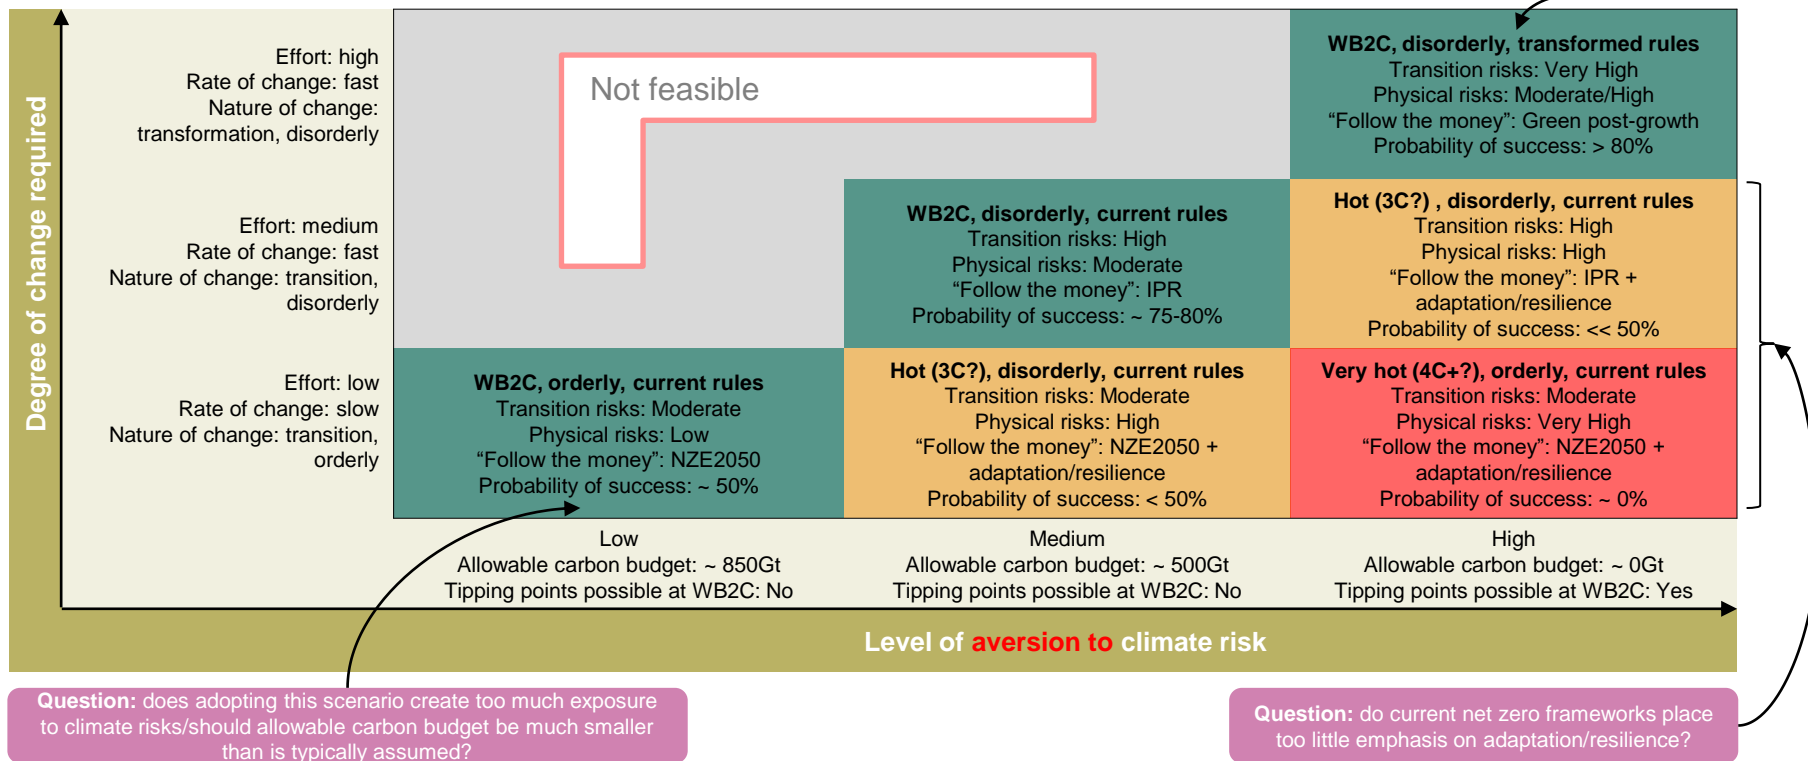 Degree of change required
Effort: high
Rate of change: fast
Nature of change:
transformation, disorderly
Not feasible
WB2C, disorderly, transformed rules
Transition risks: Very High
Physical risks: Moderate/High
“Follow the money”: Green post-growth
Probability of success: > 80%
Effort: medium
Rate of change: fast
Nature of change: transition,
disorderly
WB2C, disorderly, current rules
Transition risks: High
Physical risks: Moderate
“Follow the money”: IPR
Probability of success: ~ 75-80%
Hot (3C?) , disorderly, current rules
Transition risks: High
Physical risks: High
“Follow the money”: IPR +
adaptation/resilience
Probability of success: << 50%
Effort: low
Rate of change: slow
Nature of change: transition,
orderly
WB2C, orderly, current rules
Transition risks: Moderate
Physical risks: Low
“Follow the money”: NZE2050
Probability of success: ~ 50%
Hot (3C?), disorderly, current rules
Transition risks: Moderate
Physical risks: High
“Follow the money”: NZE2050 +
adaptation/resilience
Probability of success: < 50%
Very hot (4C+?), orderly, current rules
Transition risks: Moderate
Physical risks: Very High
“Follow the money”: NZE2050 +
adaptation/resilience
Probability of success: ~ 0%
Low
Allowable carbon budget: ~ 850Gt
Tipping points possible at WB2C: No
Medium
Allowable carbon budget: ~ 500Gt
Tipping points possible at WB2C: No
High
Allowable carbon budget: ~ 0Gt
Tipping points possible at WB2C: Yes
Level of aversion to climate risk
Question: does adopting this scenario create too much exposure
to climate risks/should allowable carbon budget be much smaller
than is typically assumed?
Question: do current net zero frameworks place
too little emphasis on adaptation/resilience?